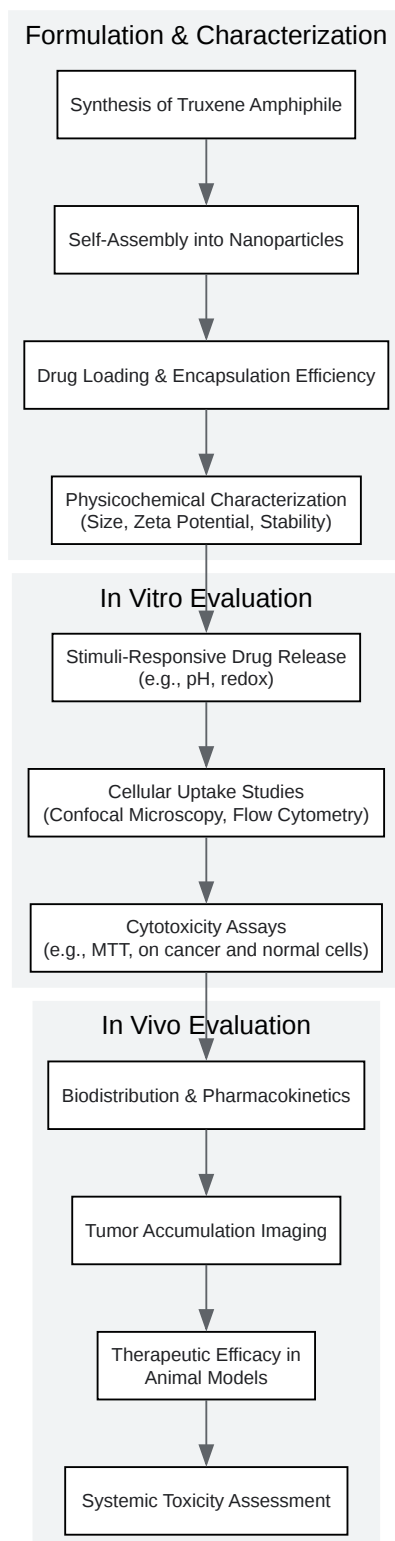 Formulation & Characterization
Synthesis of Truxene Amphiphile
Self-Assembly into Nanoparticles
Drug Loading & Encapsulation Efficiency
Physicochemical Characterization
(Size, Zeta Potential, Stability)
In Vitro Evaluation
Stimuli-Responsive Drug Release
(e.g., pH, redox)
Cellular Uptake Studies
(Confocal Microscopy, Flow Cytometry)
Cytotoxicity Assays
(e.g., MTT, on cancer and normal cells)
In Vivo Evaluation
Biodistribution & Pharmacokinetics
Tumor Accumulation Imaging
Therapeutic Efficacy in
Animal Models
Systemic Toxicity Assessment